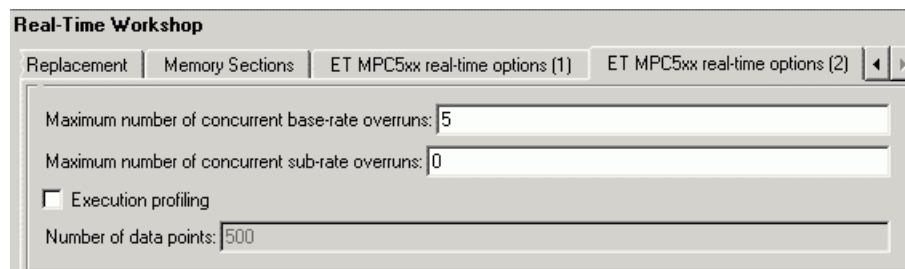 Real-Time Workshop
Replacement | Memory Sections | ET MPC5xx real-time options (1) | ET MPC5xx real-time options (2)
Maximum number of concurrent base-rate overruns: 5
Maximum number of concurrent sub-rate overruns: 0
Execution profiling
Number of data points: 500